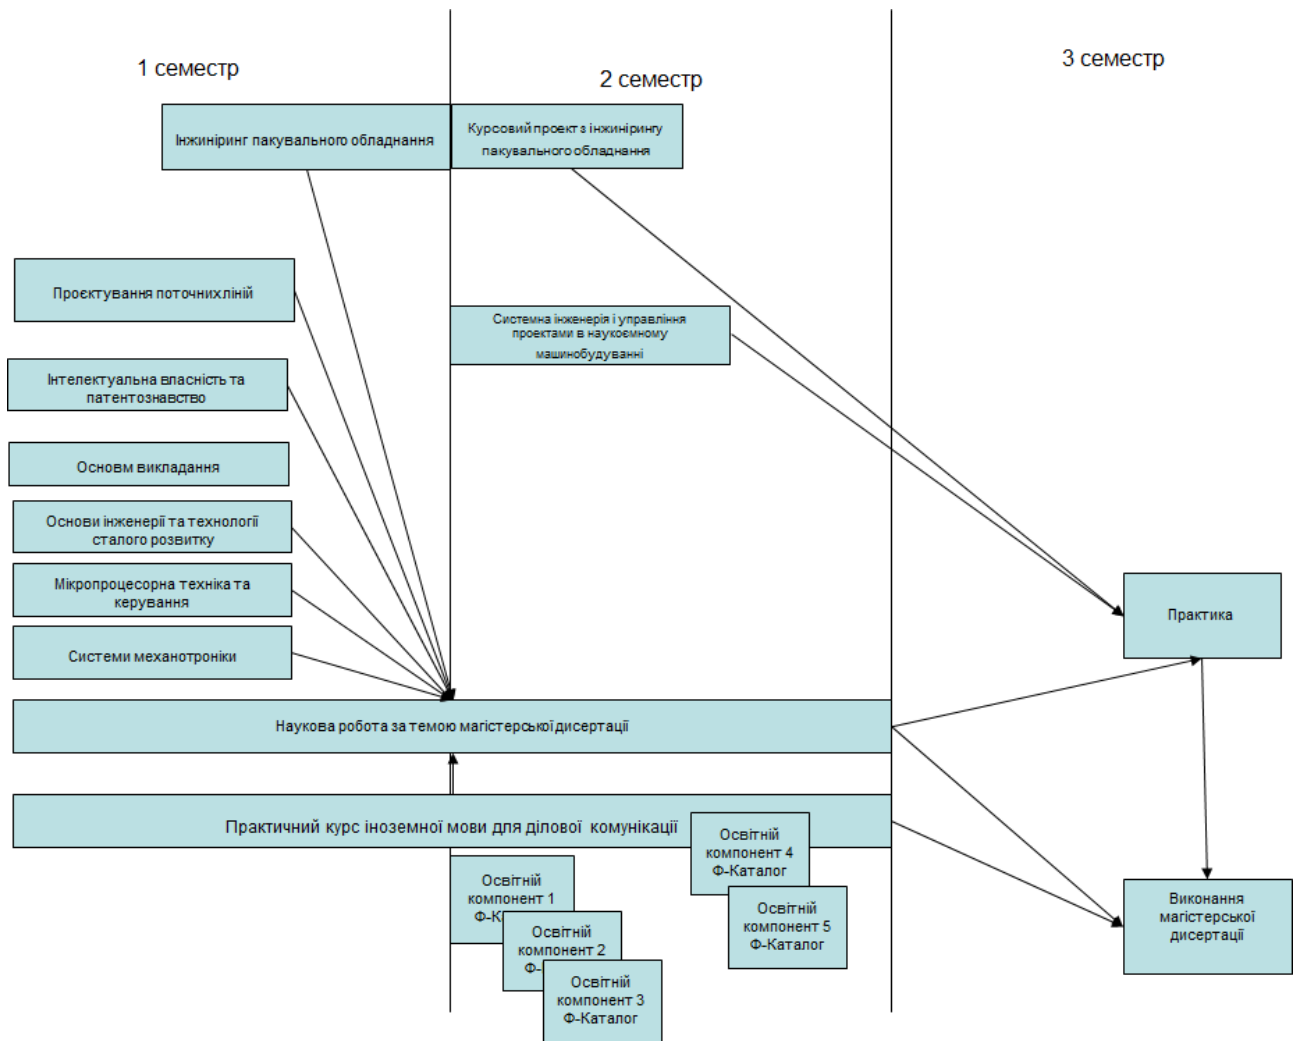 1 семестр
2 семестр
3 семестр
Інжиніринг пакувального обладнання
Курсовий проект з інжинірингу
пакувального обладнання
Проєктування поточних ліній
Системна інженерія і управління
проектами в наукоємному
машинобудуванні
Інтелектуальна власність та
патентознавство
Основм викладання
Основи інженерії та технології
сталого розвитку
Мікропроцесорна техніка та
керування
Системи механотроніки
Практика
Наукова робота за темою магістерської дисертації
Практичний курс іноземної мови для ділової комунікації
Освітній
компонент 4
Ф-Каталог
Освітній
компонент 1
Освітній
компонент 5
Ф-Каталог
Освітній
компонент 2
Освітній
компонент 3
Ф-Каталог
Виконання
магістерської
дисертації